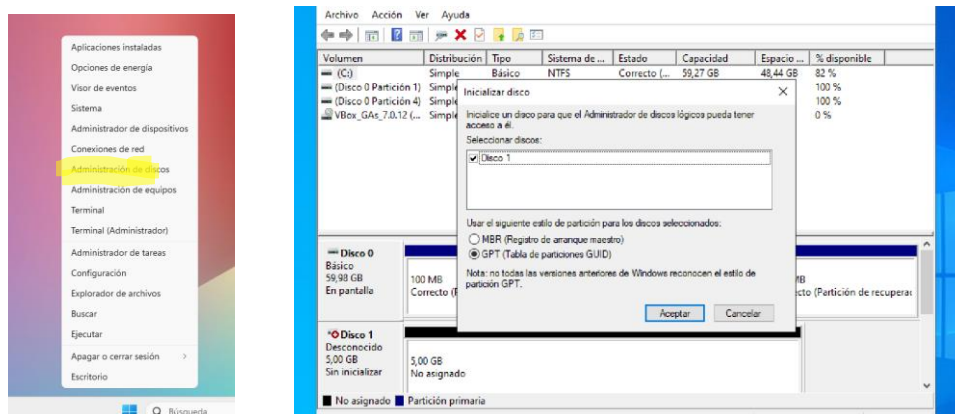 Aplicaciones instaladas
Opciones de energía
Visor de eventos
Sistema
Administrador de dispositivos
Conexiones de red
Administración de discos
Administración de equipos
Terminal
Terminal (Administrador)
Administrador de tareas
Configuración
Explorador de archivos
Buscar
Ejecutar
Apagar o cerrar sesión >
Escritorio
Búsqueda
Archivo Acción Ver Ayuda
Volumen Distribución Tipo Sistema de ... Estado Capacidad Espacio ... % disponible
(C:) Simple Básico NTFS Correcto (... 59,27 GB 48,44 GB 82 %
(Disco 0 Partición 1) Simple 100 %
(Disco 0 Partición 4) Simple 100 %
VBox_GAs_7.0.12 (... Simple 0 %
Inicializar disco
Inicialice un disco para que el Administrador de discos lógicos pueda tener
acceso a él.
Seleccionar discos:
Disco 1
Usar el siguiente estilo de partición para los discos seleccionados:
MBR (Registro de arranque maestro)
GPT (Tabla de particiones GUID)
Nota: no todas las versiones anteriores de Windows reconocen el estilo de
partición GPT.
Aceptar Cancelar
Disco 0
Básico
59,98 GB
En pantalla
100 MB
Correcto (
MB
cto (Partición de recuperac
Disco 1
Desconocido
5,00 GB
Sin inicializar
5,00 GB
No asignado
No asignado Partición primaria